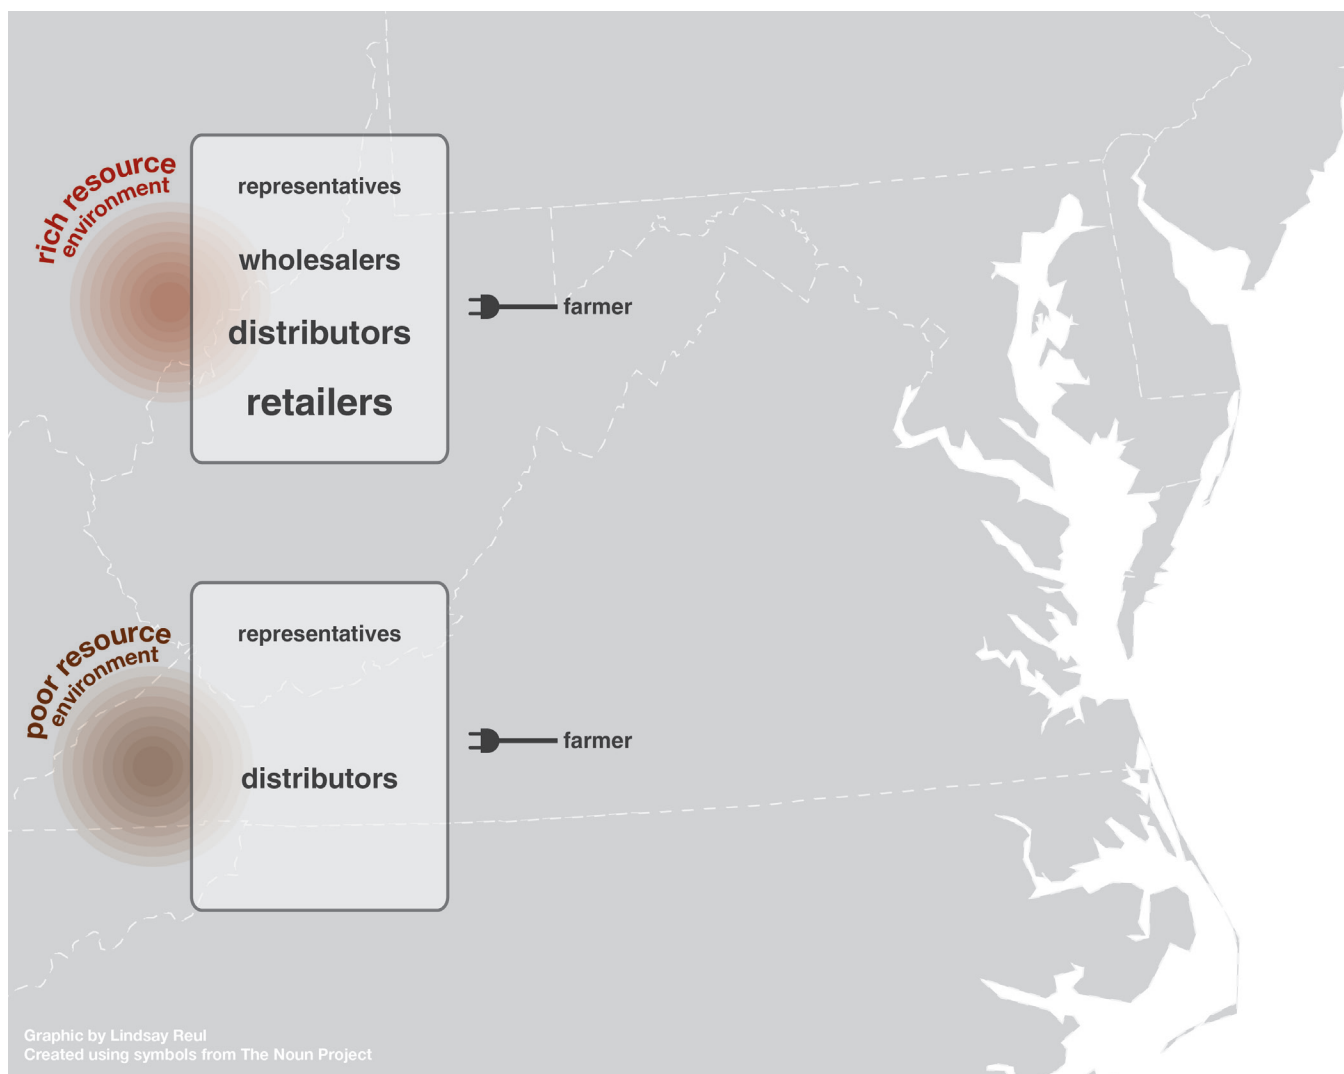 rich resource
environment
representatives
wholesalers
distributors
retailers
farmer
poor resource
environment
representatives
distributors
farmer
Graphic by Lindsay Reul
Created using symbols from The Noun Project